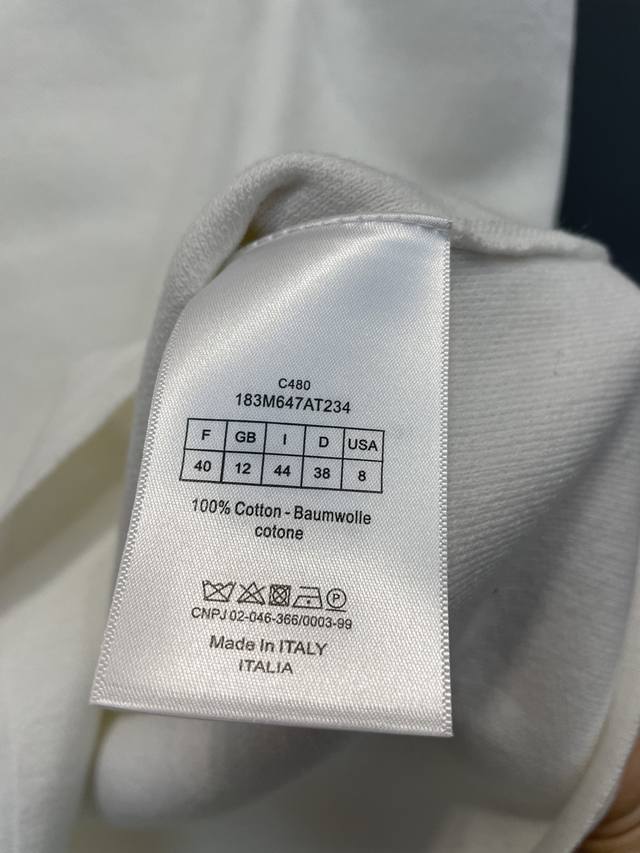 C480
183M647AT234
F GB I D USA
40 12 44 38 8
100% Cotton - Baumwolle
cotone
P
CNPJ 02-046-366/0003-99
Made In ITALY
ITALIA